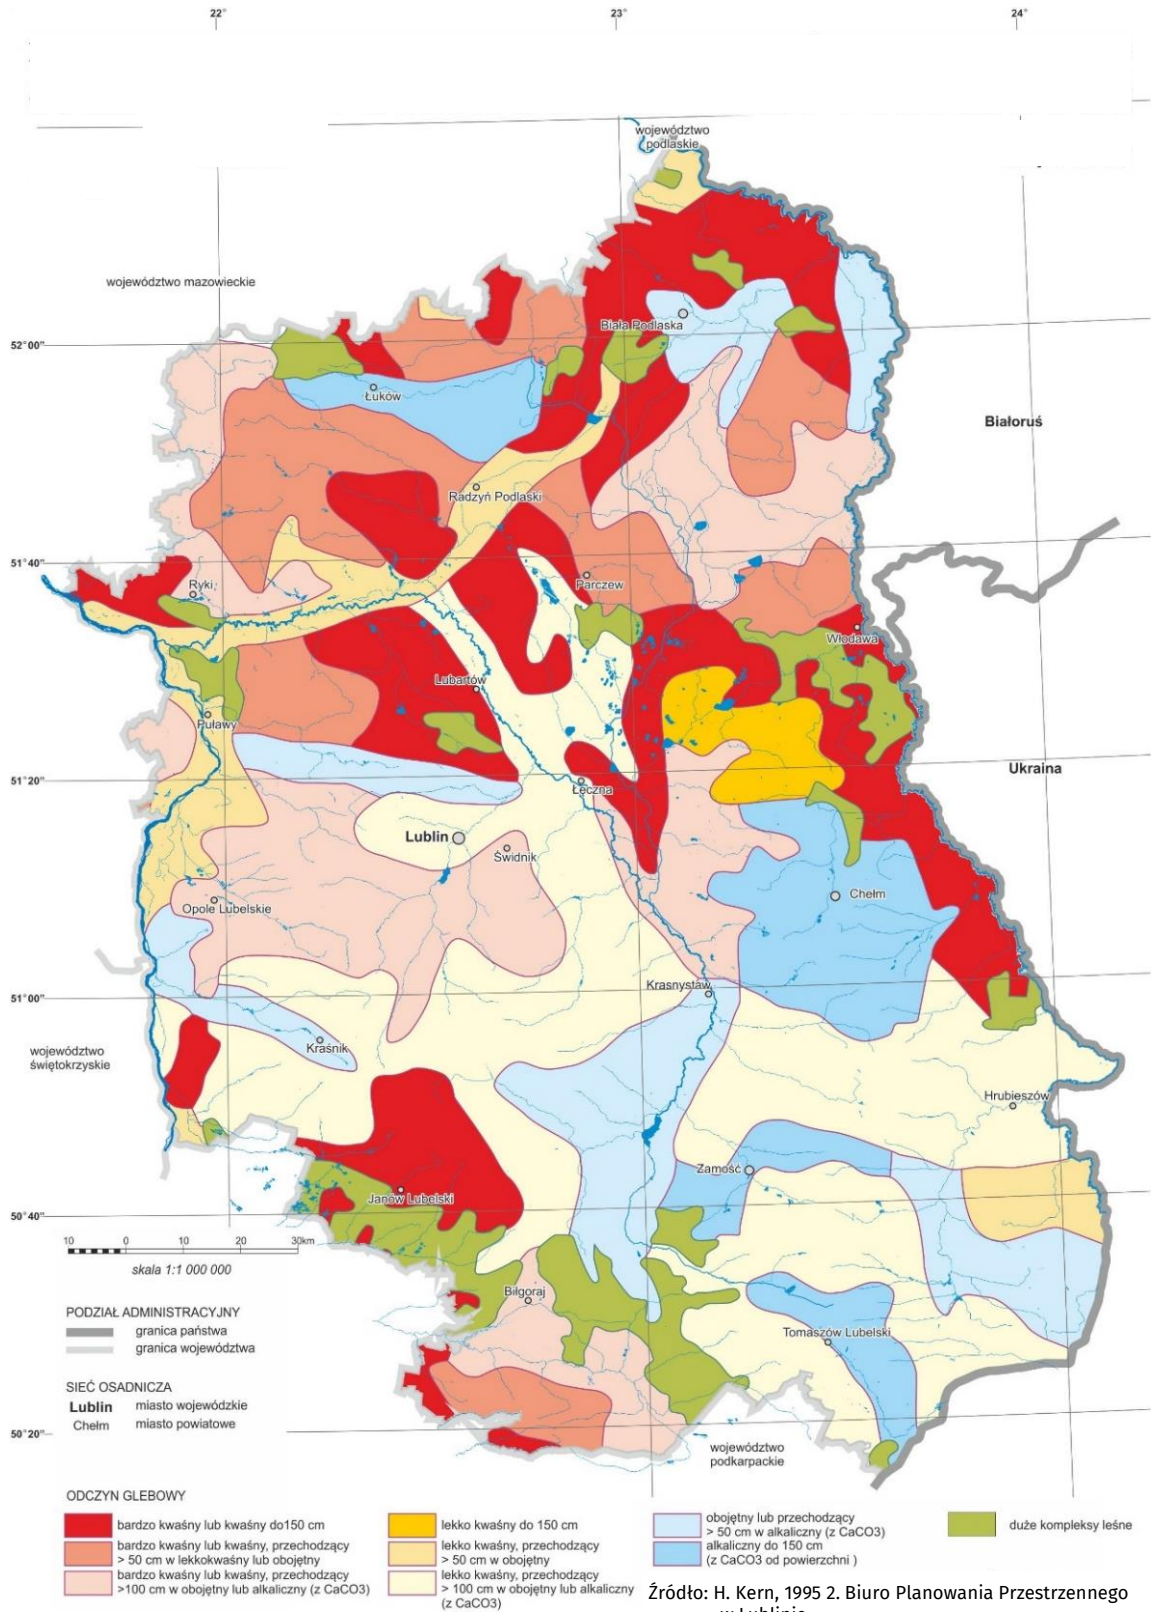 22°
23°
24°
województwo
podlaskie
województwo mazowieckie
Biała Podlaska
52°00'
Łuków
Białoruś
Radzyń Podlaski
51°40'
Ryki
Parczew
Włodawa
Lubartów
Puławy
51°20'
Ukraina
Łęczna
Lublin
Świdnik
Chełm
Opole Lubelskie
Krasnystaw
51°00'
Kraśnik
województwo
świętokrzyskie
Hrubieszów
Zamość
Janów Lubelski
50°40'
10 0 10 20 30km
skala 1:1 000 000
Biłgoraj
Tomaszów Lubelski
PODZIAŁ ADMINISTRACYJNY
granica państwa
granica województwa
SIEĆ OSADNICZA
Lublin miasto wojewódzkie
Chełm miasto powiatowe
50°20'
województwo
podkarpackie
ODCZYN GLEBOWY
bardzo kwaśny lub kwaśny do150 cm
bardzo kwaśny lub kwaśny, przechodzący
> 50 cm w lekkokwaśny lub obojętny
bardzo kwaśny lub kwaśny, przechodzący
>100 cm w obojętny lub alkaliczny (z CaCO3)
lekko kwaśny do 150 cm
lekko kwaśny, przechodzący
> 50 cm w obojętny
lekko kwaśny, przechodzący
> 100 cm w obojętny lub alkaliczny
(z CaCO3)
obojętny lub przechodzący
> 50 cm w alkaliczny (z CaCO3)
alkaliczny do 150 cm
(z CaCO3 od powierzchni )
duże kompleksy leśne
Źródło: H. Kern, 1995 2. Biuro Planowania Przestrzennego
w Lublinie